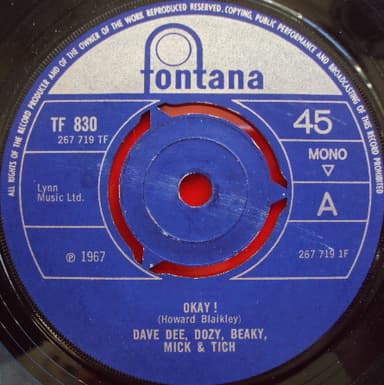 ALL RIGHTS OF THE RECORD PRODUCER AND OF THE OWNER OF THE WORK REPRODUCED RESERVED. COPYING, PUBLIC PERFORMANCE AND BROADCASTING OF THIS RECORD PROHIBITED
fontana
TF 830
267 719 TF
45
MONO
▽
A
Lynn
Music Ltd.
℗ 1967
267 719 1F
OKAY !
(Howard Blaikley)
DAVE DEE, DOZY, BEAKY,
MICK & TICH